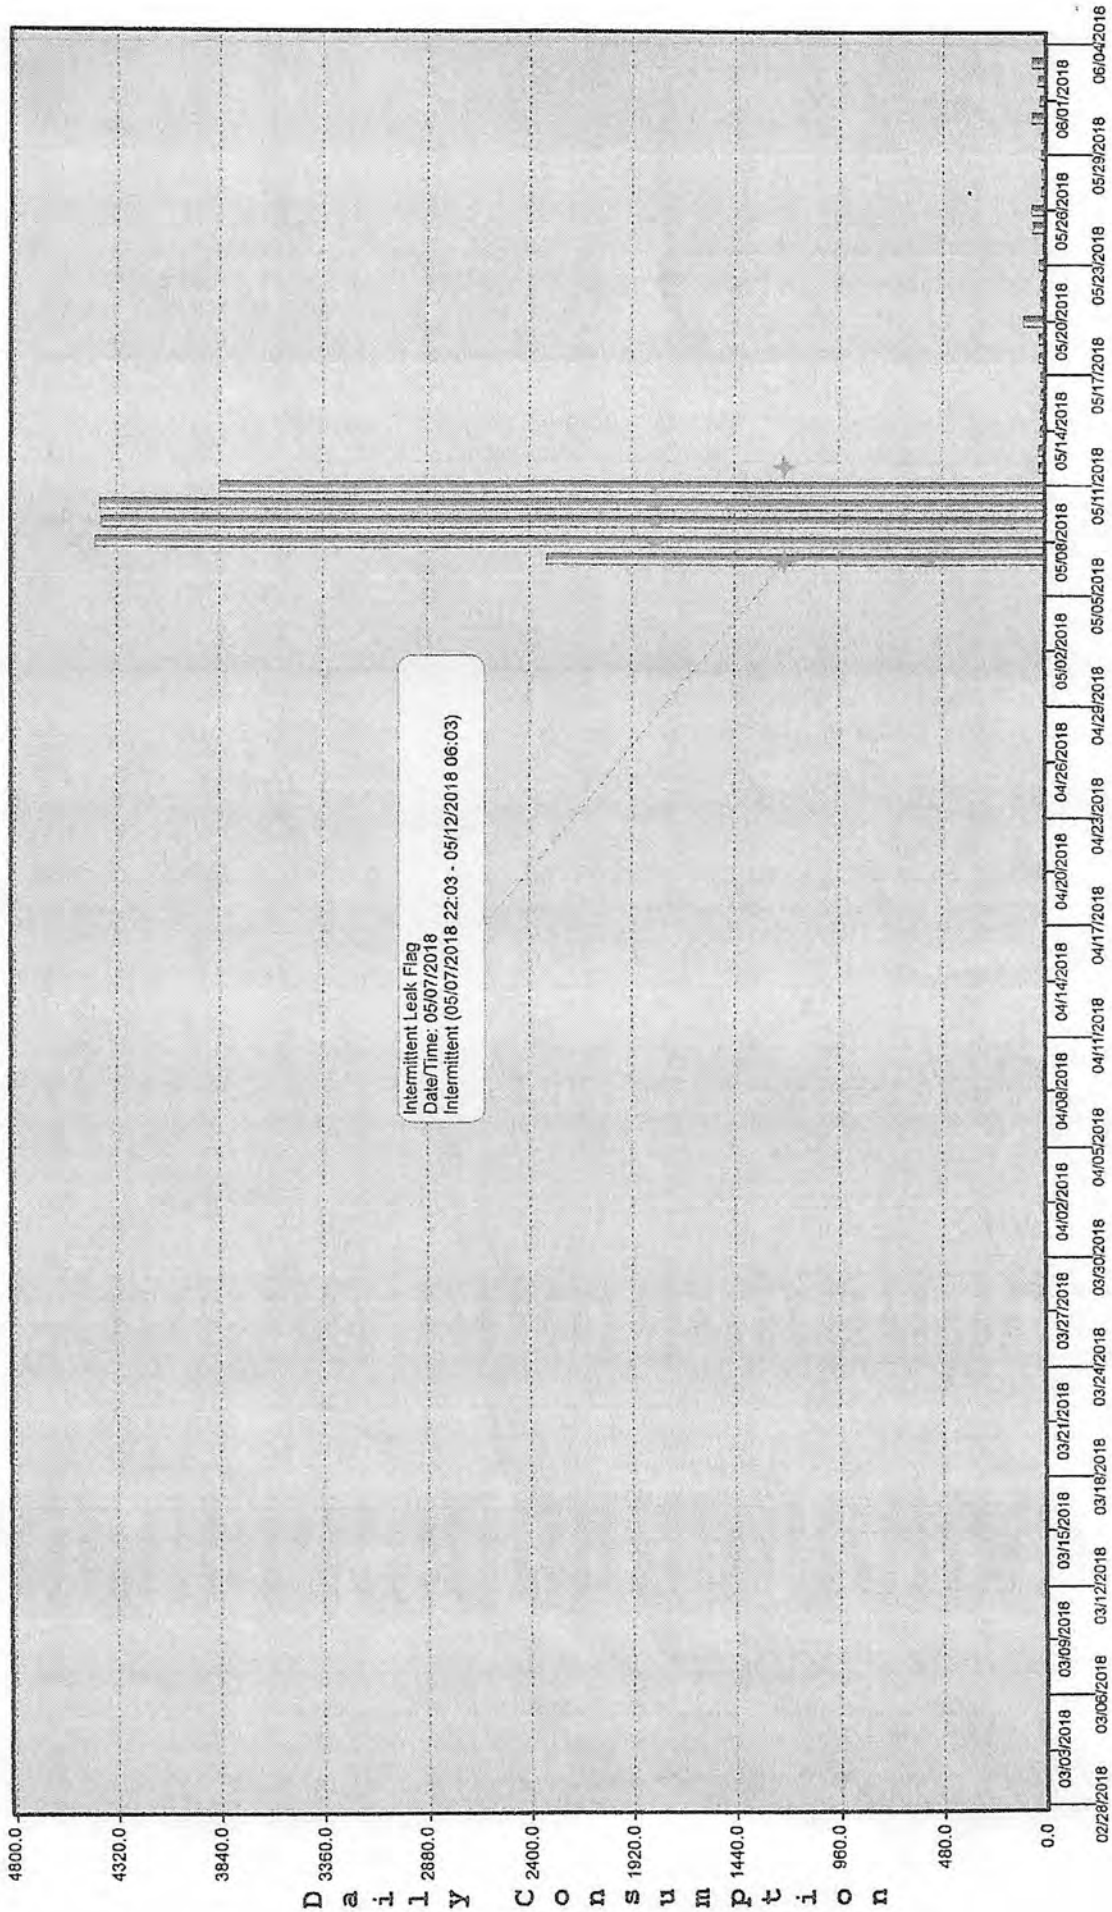 4800.0
4320.0
3840.0
3360.0
2880.0
2400.0
1920.0
1440.0
960.0
480.0
0.0
Daily Consumption
Intermittent Leak Flag
Date/Time: 05/07/2018
Intermittent (05/07/2018 22:03 - 05/12/2018 06:03)
03/03/2018 03/09/2018 03/15/2018 03/21/2018 03/27/2018 04/02/2018 04/08/2018 04/14/2018 04/20/2018 04/26/2018 05/02/2018 05/08/2018 05/14/2018 05/20/2018 05/26/2018 06/01/2018
02/28/2018 03/06/2018 03/12/2018 03/18/2018 03/24/2018 03/30/2018 04/05/2018 04/11/2018 04/17/2018 04/23/2018 04/29/2018 05/05/2018 05/11/2018 05/17/2018 05/23/2018 05/29/2018 06/04/2018